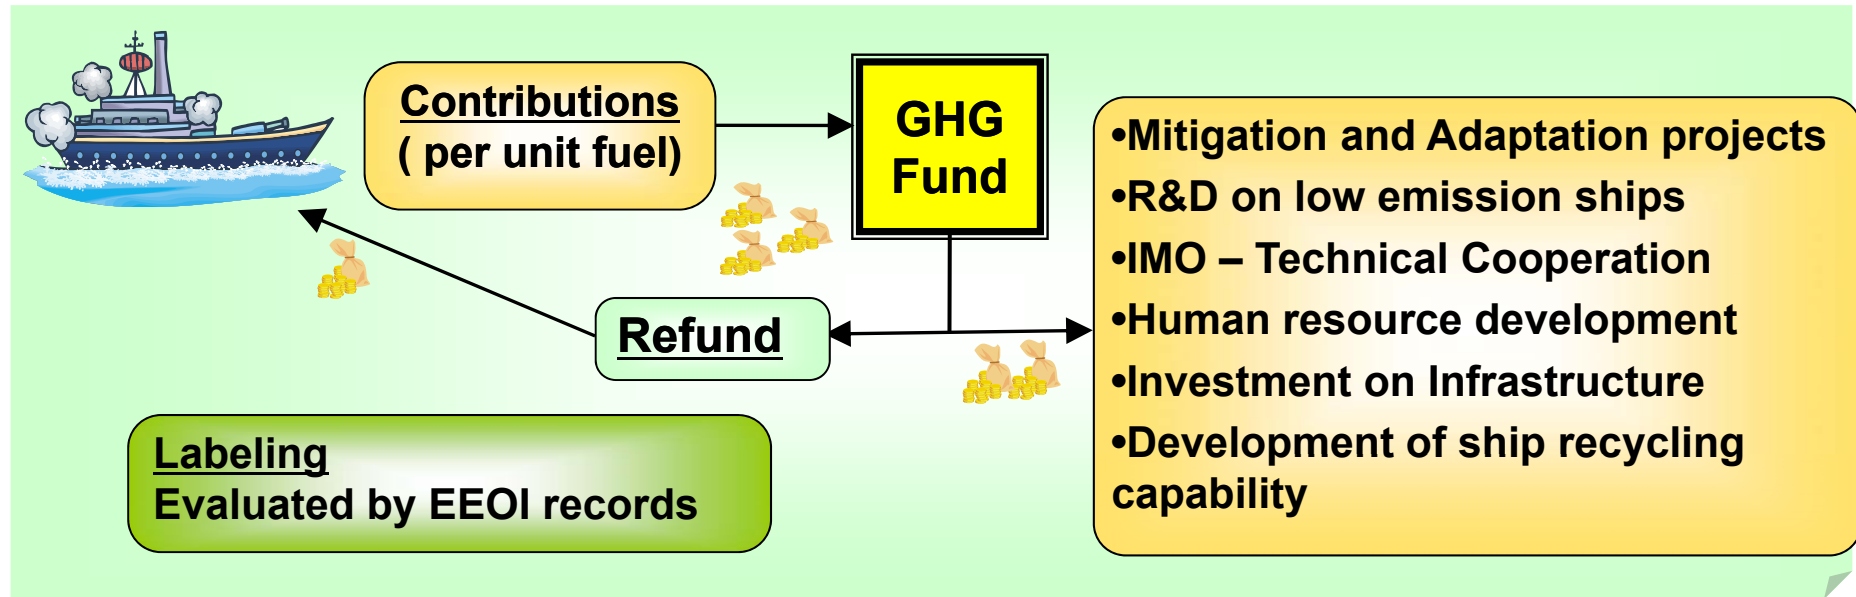 Contributions
( per unit fuel)
GHG
Fund
•Mitigation and Adaptation projects
•R&D on low emission ships
•IMO – Technical Cooperation
•Human resource development
•Investment on Infrastructure
•Development of ship recycling
capability
Refund
Labeling
Evaluated by EEOI records